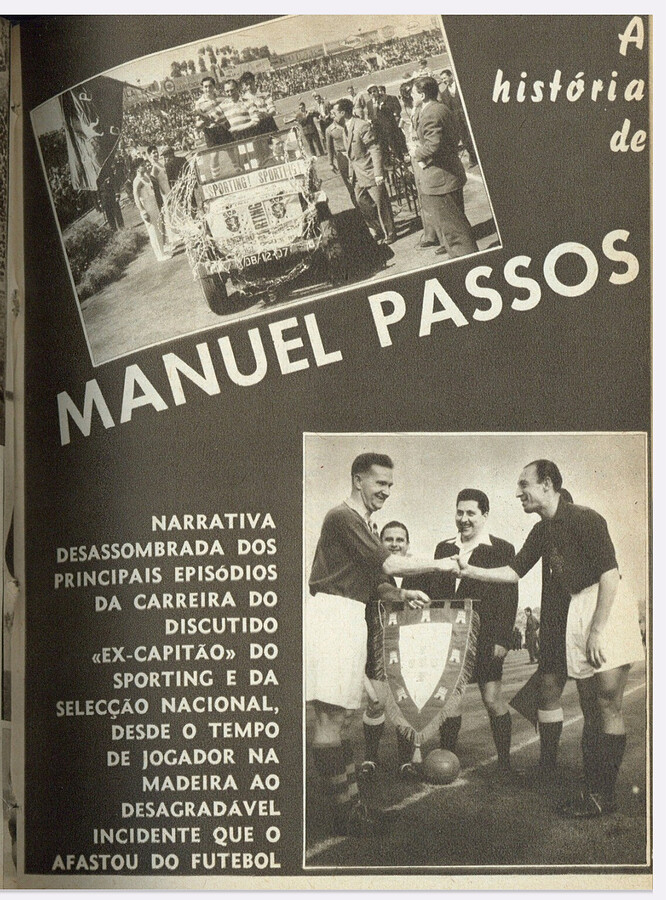 A
história
de
SPORTING! SPORT
MANUEL PASSOS
NARRATIVA
DESASSOMBRADA DOS
PRINCIPAIS EPISÓDIOS
DA CARREIRA DO
DISCUTIDO
«EX-CAPITÃO» DO
SPORTING E DA
SELECÇÃO NACIONAL,
DESDE O TEMPO
DE JOGADOR NA
MADEIRA AO
DESAGRADÁVEL
INCIDENTE QUE O
AFASTOU DO FUTEBOL